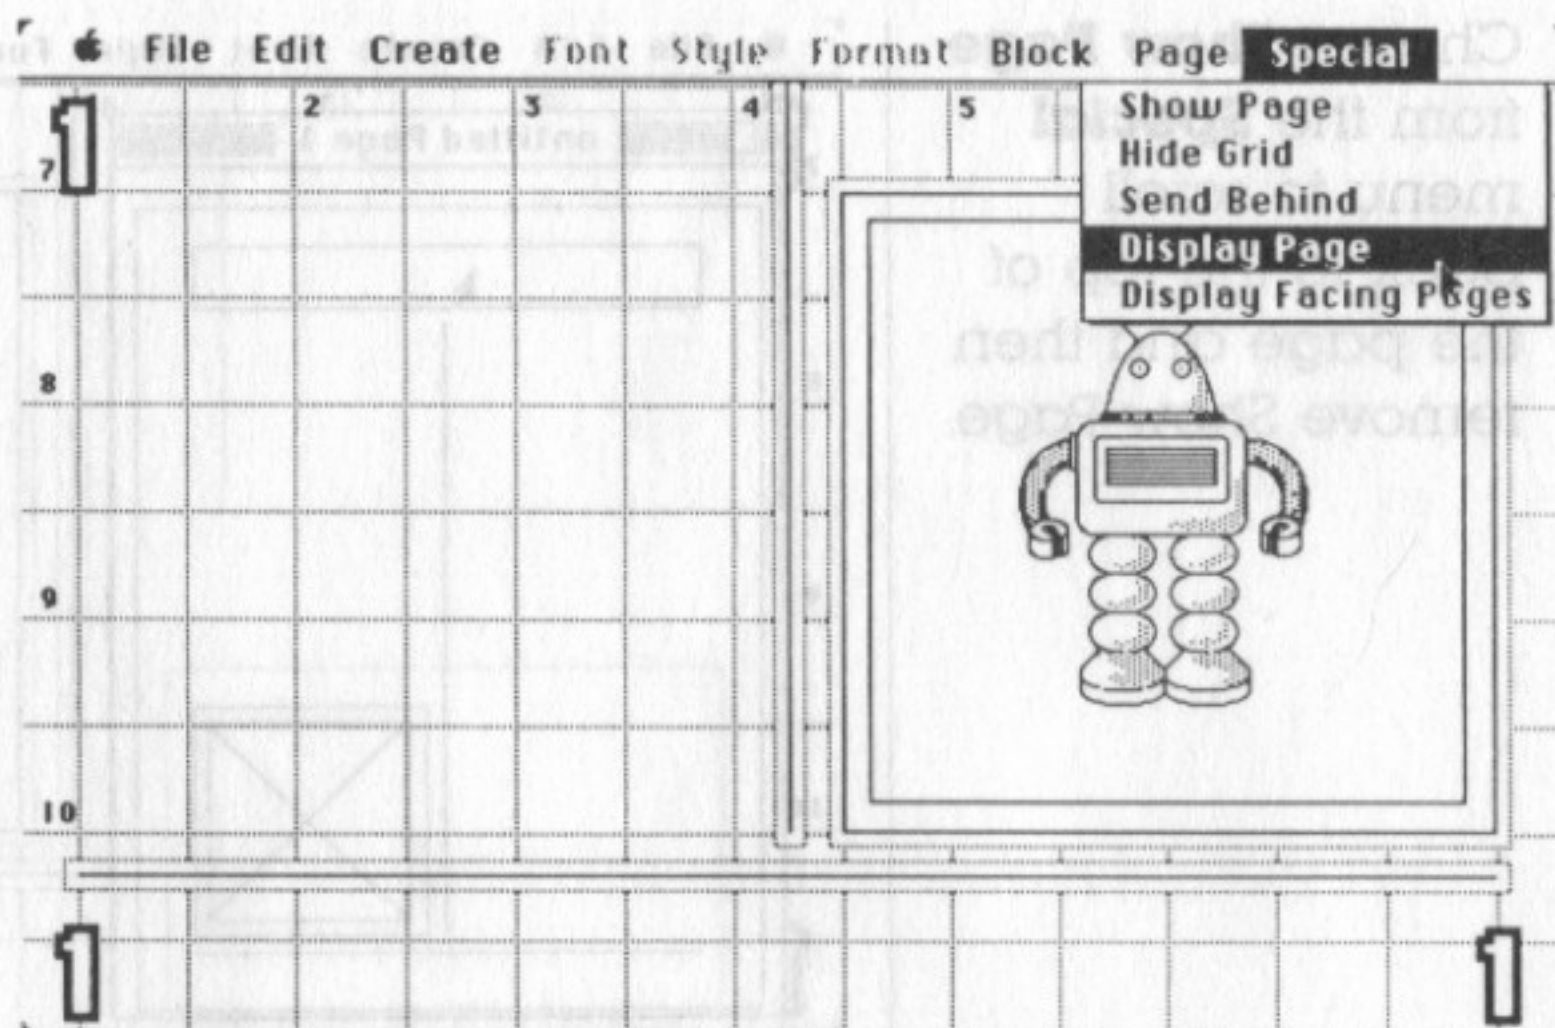 File Edit Create Font Style Format Block Page Special
1 2 3 4 5
Show Page
7
Hide Grid
Send Behind
Display Page
Display Facing Pages
8
9
10
1 1